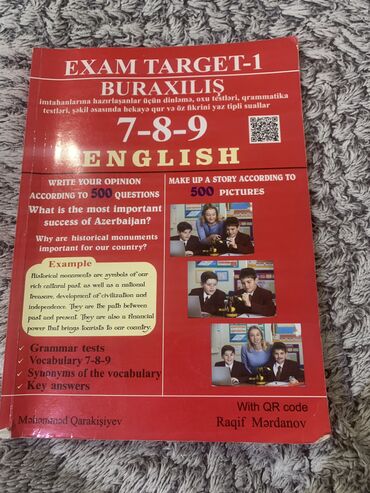 EXAM TARGET-1
BURAXILIŞ
imtahanlarına hazırlaşanlar üçün dinləmə, oxu testləri, qrammatika
testləri, şəkil əsasında hekayə qur və öz fikrini yaz tipli suallar
7-8-9
ENGLISH
WRITE YOUR OPINION
ACCORDING TO 500 QUESTIONS
What is the most important
success of Azerbaijan?
Why are historical monuments
important for our country?
Example
Historical monuments are symbols of our
rich cultural past as well as a national
treasure, development of civilization and
independence. They are the path between
past and present. They are also a financial
power that brings tourists to our country.
✓ Grammar tests
✓ Vocabulary 7-8-9
✓ Synonyms of the vocabulary
✓ Key answers
MAKE UP A STORY ACCORDING TO
500 PICTURES
Məhəmməd Qarakişiyev
With QR code
Raqif Mərdanov